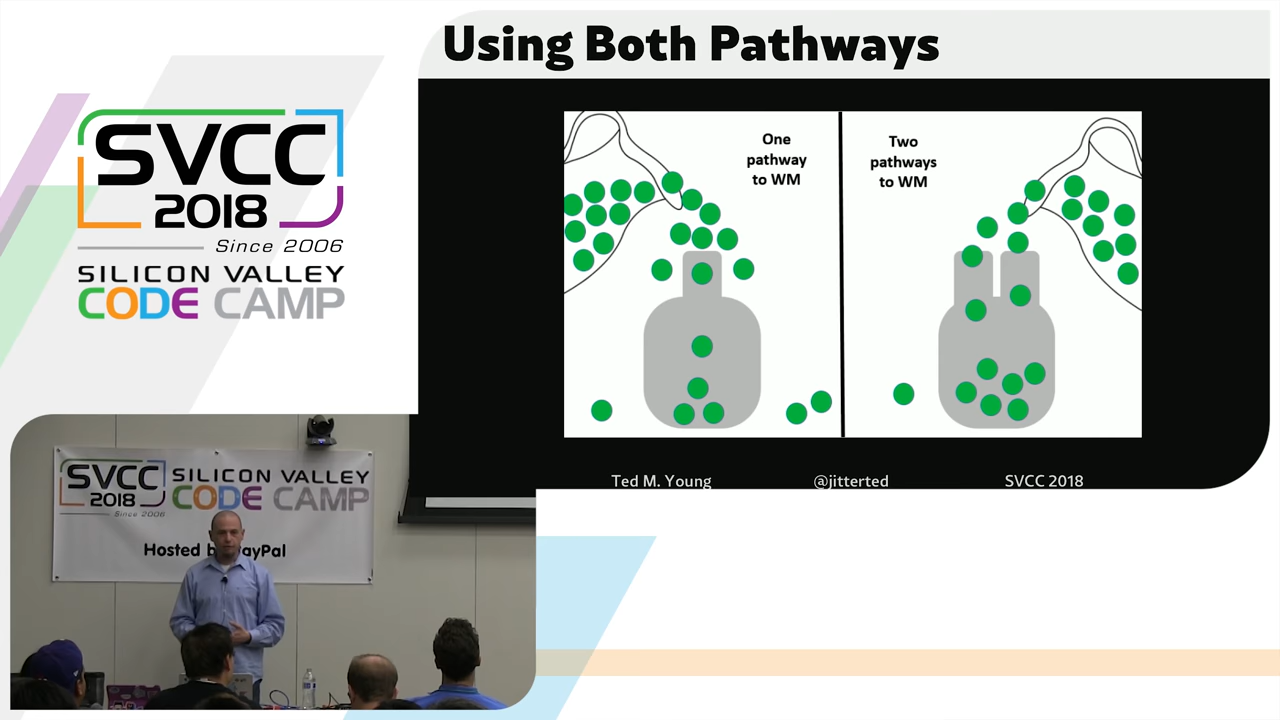 Using Both Pathways
SVCC
2018
Since 2006
SILICON VALLEY
CODE CAMP
One
pathway
to WM
Two
pathways
to WM
Ted M. Young
@jitterted
SVCC 2018
SVCC
2018
Since 2006
SILICON VALLEY
CODE CAMP
Hosted
PayPal